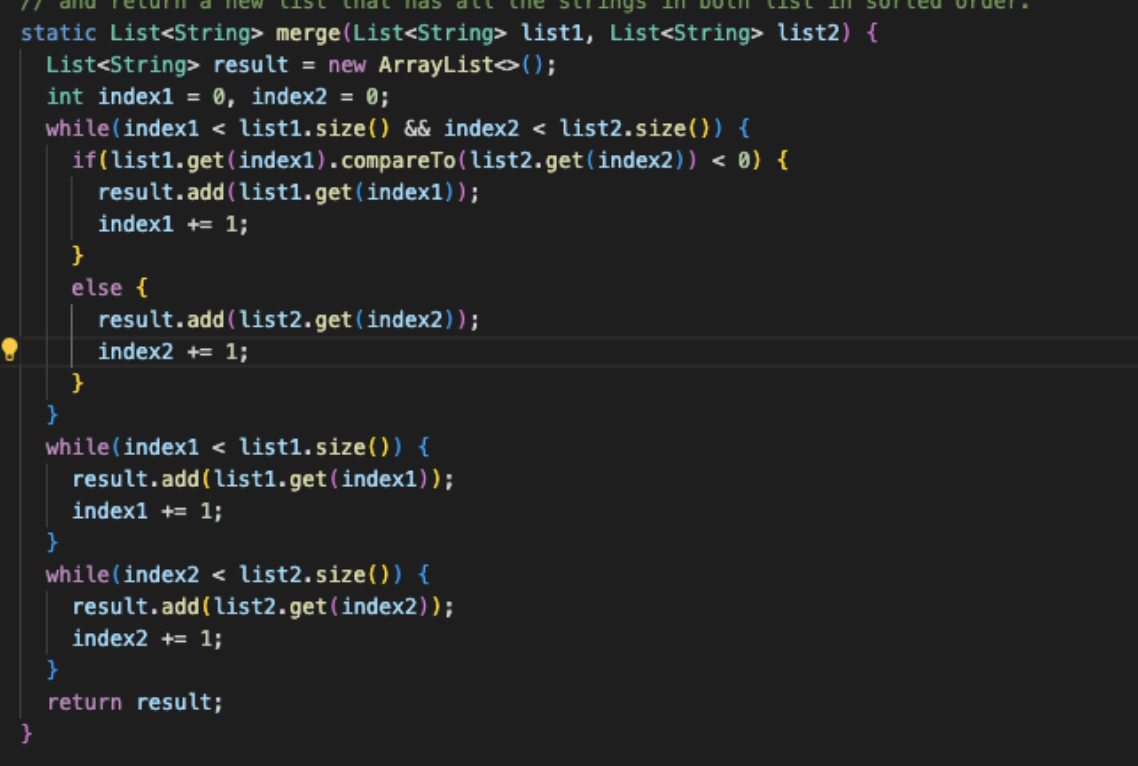 // and return a new list that has all the strings in both list in sorted order.
static List<String> merge(List<String> list1, List<String> list2) {
  List<String> result = new ArrayList<>();
  int index1 = 0, index2 = 0;
  while(index1 < list1.size() && index2 < list2.size()) {
    if(list1.get(index1).compareTo(list2.get(index2)) < 0) {
      result.add(list1.get(index1));
      index1 += 1;
    }
    else {
      result.add(list2.get(index2));
      index2 += 1;
    }
  }
  while(index1 < list1.size()) {
    result.add(list1.get(index1));
    index1 += 1;
  }
  while(index2 < list2.size()) {
    result.add(list2.get(index2));
    index2 += 1;
  }
  return result;
}